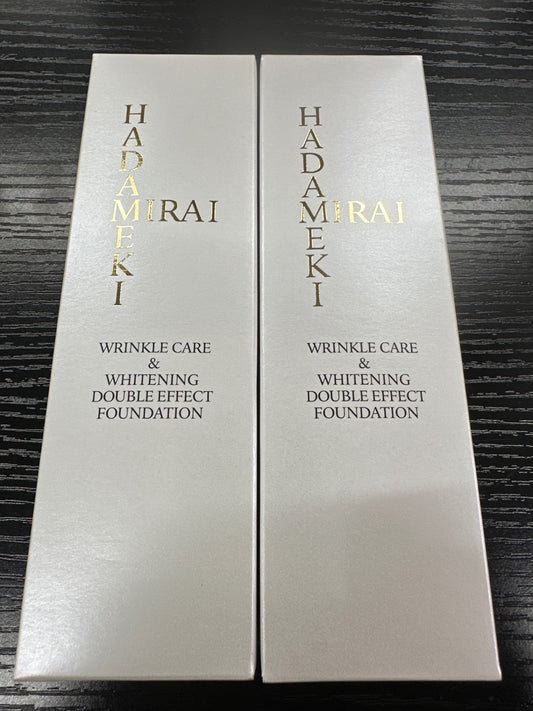 HADAMEKI
MIRAI
WRINKLE CARE
&
WHITENING
DOUBLE EFFECT
FOUNDATION
HADAMEKI
MIRAI
WRINKLE CARE
&
WHITENING
DOUBLE EFFECT
FOUNDATION